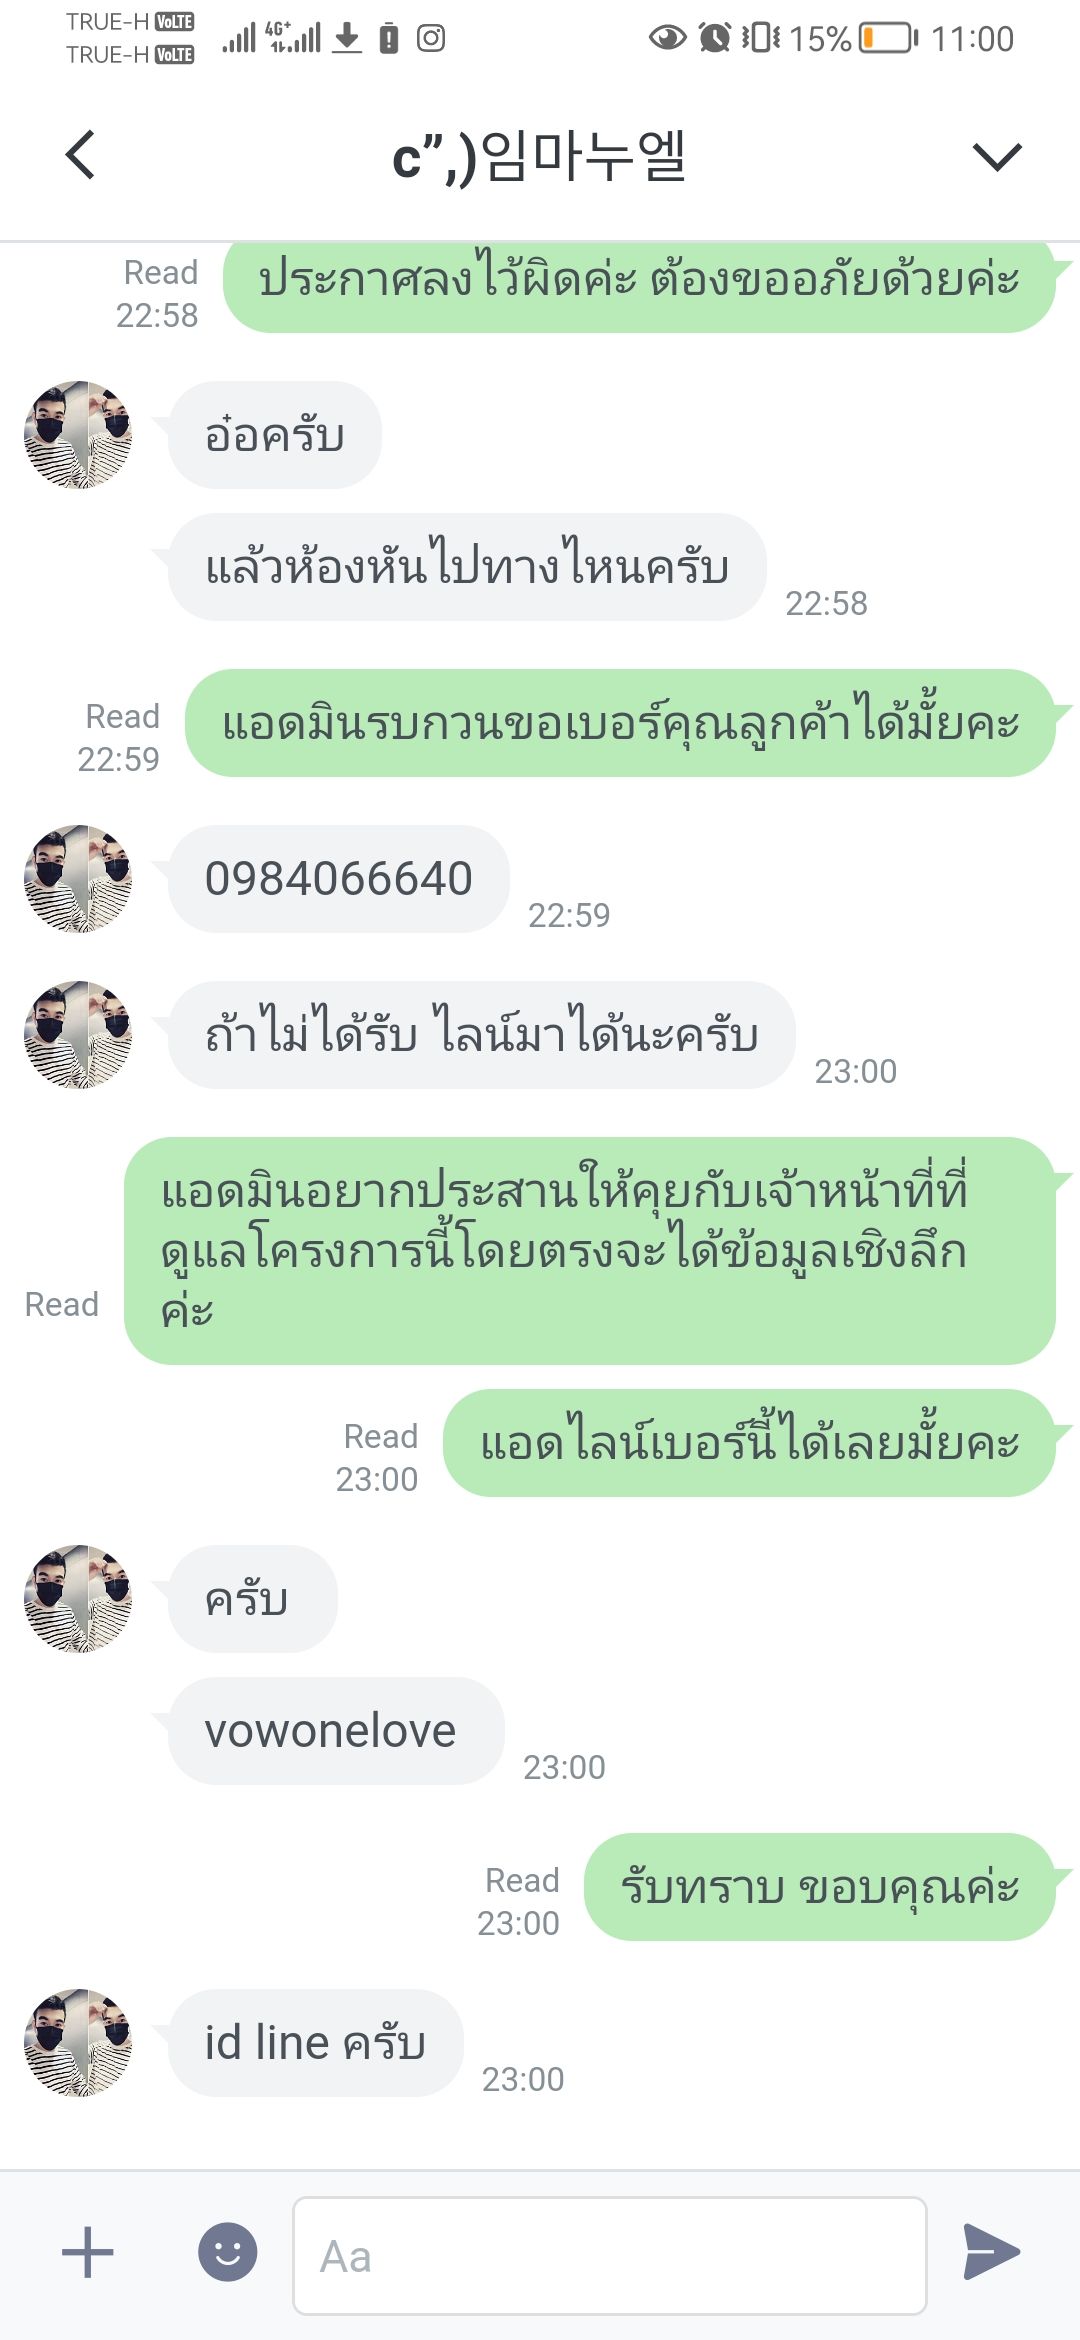 TRUE-H VoLTE
TRUE-H VoLTE
4G+
15%
11:00
c”,)임마누엘
Read
22:58
ประกาศลงไว้ผิดค่ะ ต้องขออภัยด้วยค่ะ
อ๋อครับ
แล้วห้องหันไปทางไหนครับ
22:58
Read
22:59
แอดมินรบกวนขอเบอร์คุณลูกค้าได้มั้ยคะ
0984066640
22:59
ถ้าไม่ได้รับ ไลน์มาได้นะครับ
23:00
แอดมินอยากประสานให้คุยกับเจ้าหน้าที่ที่
ดูแลโครงการนี้โดยตรงจะได้ข้อมูลเชิงลึก
ค่ะ
Read
Read
23:00
แอดไลน์เบอร์นี้ได้เลยมั้ยคะ
ครับ
vowonelove
23:00
Read
23:00
รับทราบ ขอบคุณค่ะ
id line ครับ
23:00
Aa